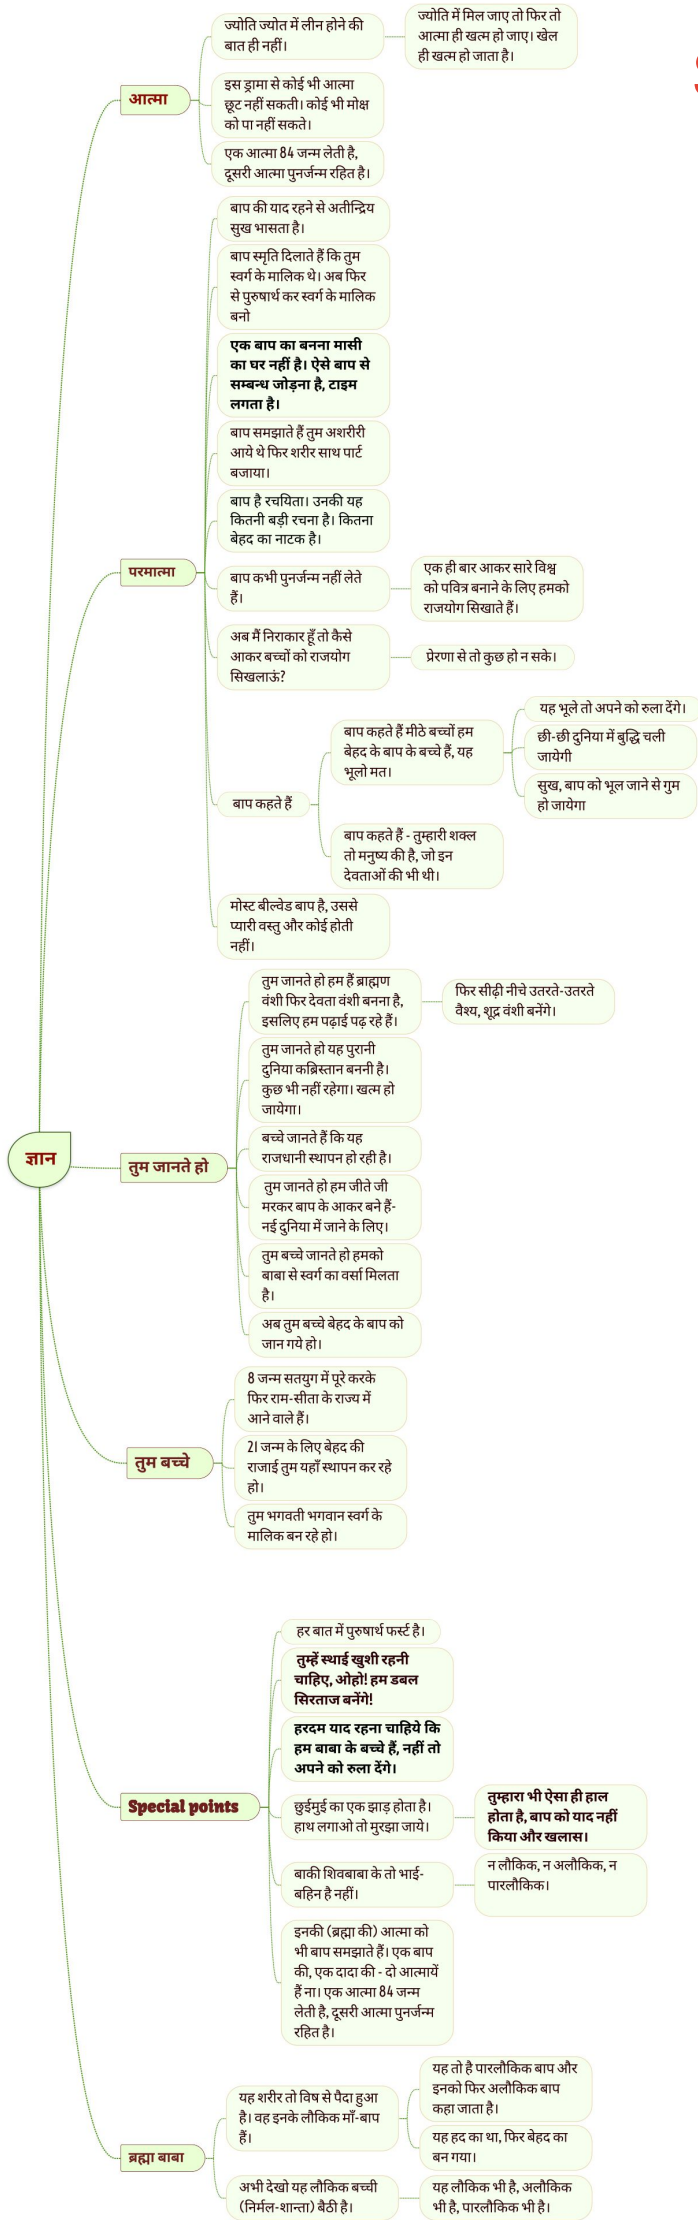 ज्योति ज्योत में लीन होने की
बात ही नहीं।
ज्योति में मिल जाए तो फिर तो
आत्मा ही खत्म हो जाए। खेल
ही खत्म हो जाता है।
आत्मा
इस ड्रामा से कोई भी आत्मा
छूट नहीं सकती। कोई भी मोक्ष
को पा नहीं सकते।
एक आत्मा 84 जन्म लेती है,
दूसरी आत्मा पुनर्जन्म रहित है।
बाप की याद रहने से अतीन्द्रिय
सुख भासता है।
बाप स्मृति दिलाते हैं कि तुम
स्वर्ग के मालिक थे। अब फिर
से पुरुषार्थ कर स्वर्ग के मालिक
बनो
एक बाप का बनना मासी
का घर नहीं है। ऐसे बाप से
सम्बन्ध जोड़ना है, टाइम
लगता है।
बाप समझाते हैं तुम अशरीरी
आये थे फिर शरीर साथ पार्ट
बजाया।
बाप है रचयिता। उनकी यह
कितनी बड़ी रचना है। कितना
बेहद का नाटक है।
परमात्मा
बाप कभी पुनर्जन्म नहीं लेते
हैं।
एक ही बार आकर सारे विश्व
को पवित्र बनाने के लिए हमको
राजयोग सिखाते हैं।
अब मैं निराकार हूँ तो कैसे
आकर बच्चों को राजयोग
सिखलाऊं?
प्रेरणा से तो कुछ हो न सके।
बाप कहते हैं
बाप कहते हैं मीठे बच्चों हम
बेहद के बाप के बच्चे हैं, यह
भूलो मत।
यह भूले तो अपने को रुला देंगे।
छी-छी दुनिया में बुद्धि चली
जायेगी
सुख, बाप को भूल जाने से गुम
हो जायेगा
बाप कहते हैं - तुम्हारी शक्ल
तो मनुष्य की है, जो इन
देवताओं की भी थी।
मोस्ट बील्वेड बाप है, उससे
प्यारी वस्तु और कोई होती
नहीं।
तुम जानते हो हम हैं ब्राह्मण
वंशी फिर देवता वंशी बनना है,
इसलिए हम पढ़ाई पढ़ रहे हैं।
फिर सीढ़ी नीचे उतरते-उतरते
वैश्य, शूद्र वंशी बनेंगे।
तुम जानते हो यह पुरानी
दुनिया कब्रिस्तान बननी है।
कुछ भी नहीं रहेगा। खत्म हो
जायेगा।
ज्ञान
तुम जानते हो
बच्चे जानते हैं कि यह
राजधानी स्थापन हो रही है।
तुम जानते हो हम जीते जी
मरकर बाप के आकर बने हैं-
नई दुनिया में जाने के लिए।
तुम बच्चे जानते हो हमको
बाबा से स्वर्ग का वर्सा मिलता
है।
अब तुम बच्चे बेहद के बाप को
जान गये हो।
8 जन्म सतयुग में पूरे करके
फिर राम-सीता के राज्य में
आने वाले हैं।
तुम बच्चे
21 जन्म के लिए बेहद की
राजाई तुम यहाँ स्थापन कर रहे
हो।
तुम भगवती भगवान स्वर्ग के
मालिक बन रहे हो।
हर बात में पुरुषार्थ फर्स्ट है।
तुम्हें स्थाई खुशी रहनी
चाहिए, ओहो! हम डबल
सिरताज बनेंगे!
हरदम याद रहना चाहिये कि
हम बाबा के बच्चे हैं, नहीं तो
अपने को रुला देंगे।
Special points
छुईमुई का एक झाड़ होता है।
हाथ लगाओ तो मुरझा जाये।
तुम्हारा भी ऐसा ही हाल
होता है, बाप को याद नहीं
किया और खलास।
बाकी शिवबाबा के तो भाई-
बहिन है नहीं।
न लौकिक, न अलौकिक, न
पारलौकिक।
इनकी (ब्रह्मा की) आत्मा को
भी बाप समझाते हैं। एक बाप
की, एक दादा की - दो आत्मायें
हैं ना। एक आत्मा 84 जन्म
लेती है, दूसरी आत्मा पुनर्जन्म
रहित है।
ब्रह्मा बाबा
यह शरीर तो विष से पैदा हुआ
है। वह इनके लौकिक माँ-बाप
हैं।
यह तो है पारलौकिक बाप और
इनको फिर अलौकिक बाप
कहा जाता है।
यह हद का था, फिर बेहद का
बन गया।
अभी देखो यह लौकिक बच्ची
(निर्मल-शान्ता) बैठी है।
यह लौकिक भी है, अलौकिक
भी है, पारलौकिक भी है।